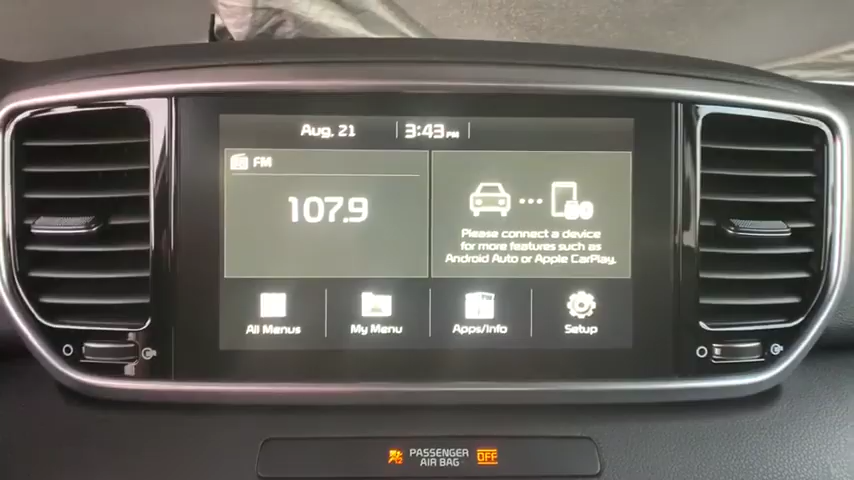 Aug. 21
3:43 PM
FM
107.9
Please connect a device
for more features such as
Android Auto or Apple CarPlay.
All Menus
My Menu
Apps/Info
Setup
PASSENGER
AIR BAG
OFF